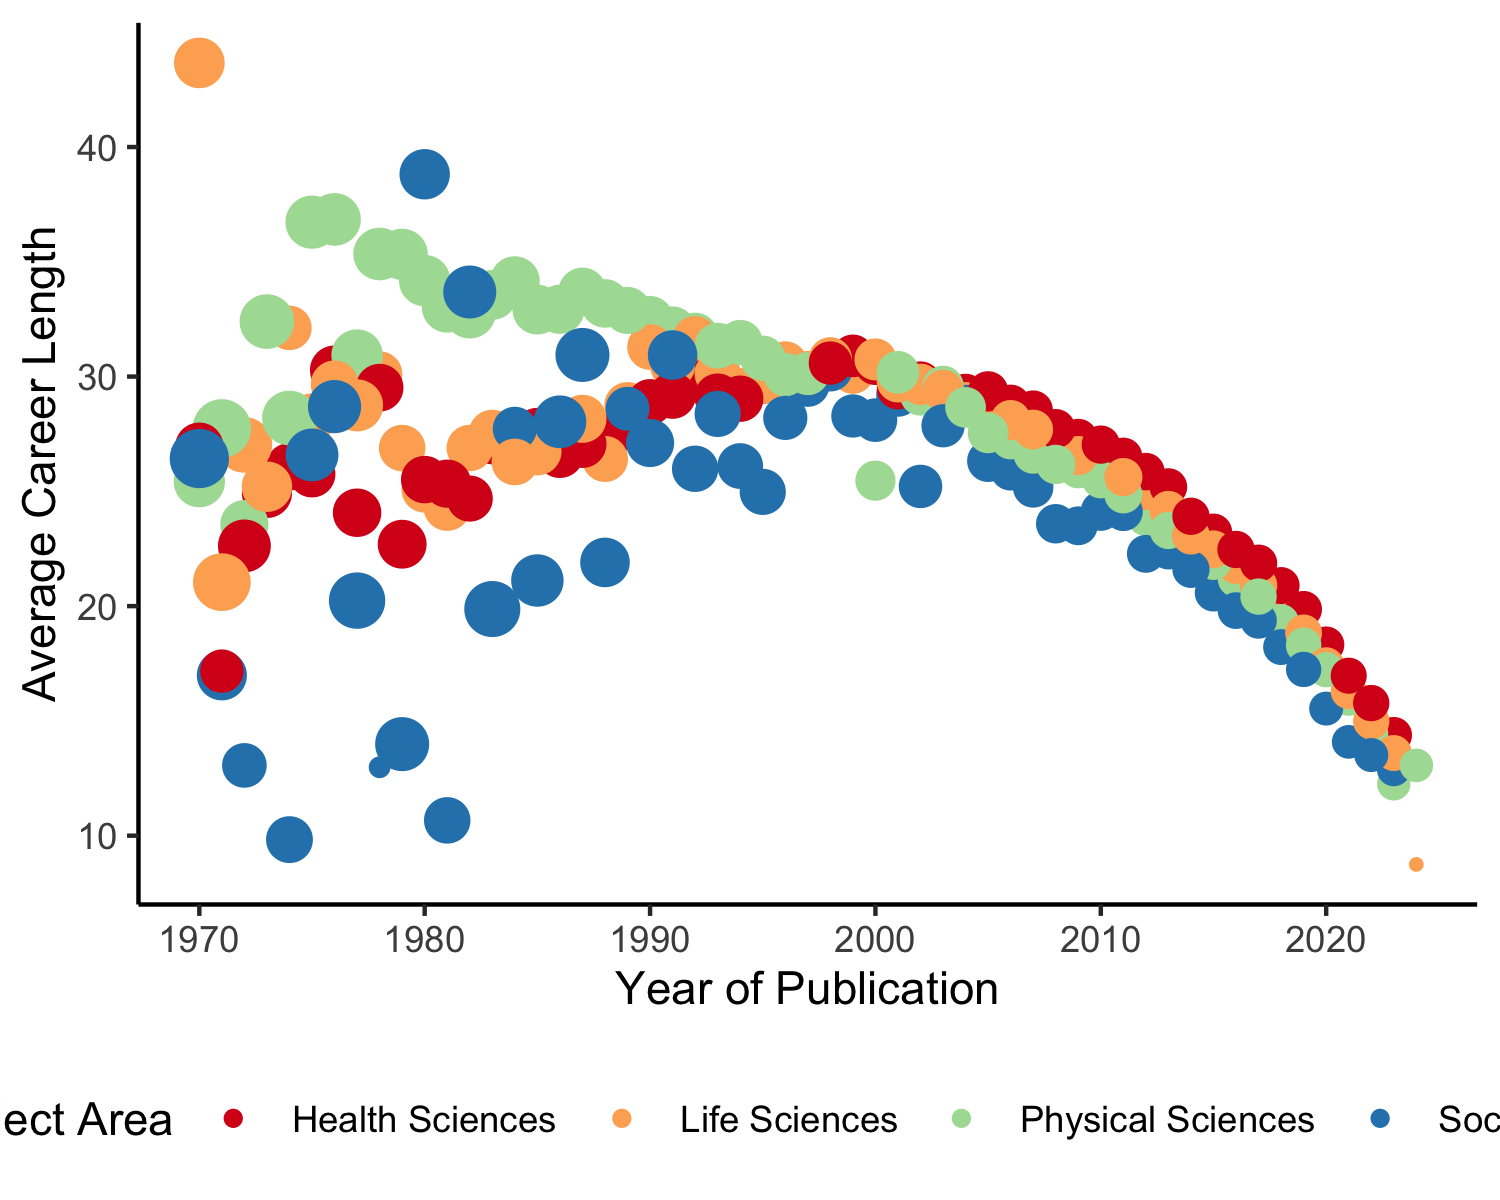 Average Career Length
40
30
20
10
1970 1980 1990 2000 2010 2020
Year of Publication
ect Area Health Sciences Life Sciences Physical Sciences Soc